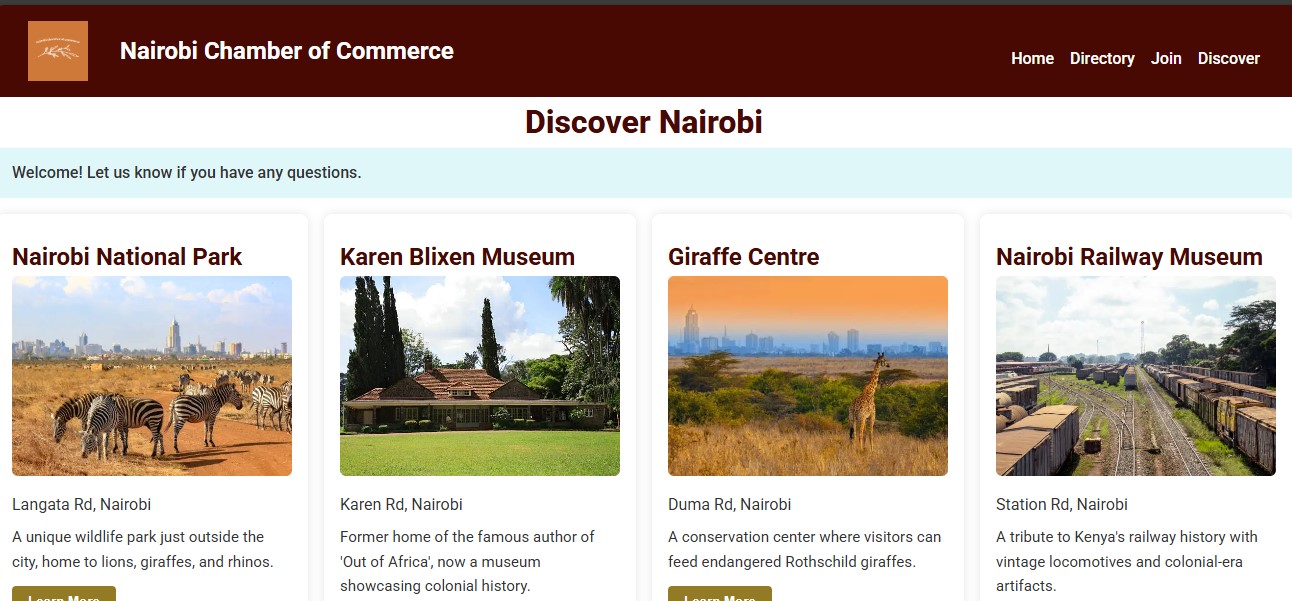 Nairobi Chamber of Commerce
Home Directory Join Discover
Discover Nairobi
Welcome! Let us know if you have any questions.
Nairobi National Park
Langata Rd, Nairobi
A unique wildlife park just outside the
city, home to lions, giraffes, and rhinos.
Learn More
Karen Blixen Museum
Karen Rd, Nairobi
Former home of the famous author of
'Out of Africa', now a museum
showcasing colonial history.
Giraffe Centre
Duma Rd, Nairobi
A conservation center where visitors can
feed endangered Rothschild giraffes.
Learn More
Nairobi Railway Museum
Station Rd, Nairobi
A tribute to Kenya's railway history with
vintage locomotives and colonial-era
artifacts.